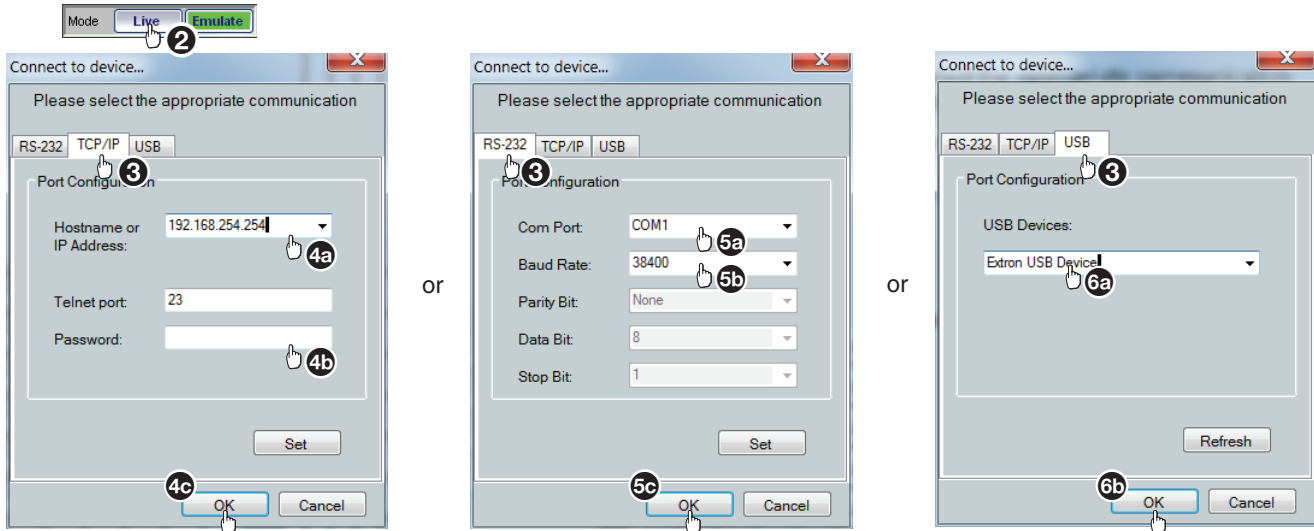 Mode Live Emulate
2
Connect to device...
Please select the appropriate communication
RS-232 TCP/IP USB
3
Port Configuration
Hostname or IP Address:
192.168.254.254
4a
Telnet port: 23
Password:
4b
Set
4c
OK Cancel
or
Connect to device...
Please select the appropriate communication
RS-232 TCP/IP USB
3
Port Configuration
Com Port: COM1
5a
Baud Rate: 38400
5b
Parity Bit: None
Data Bit: 8
Stop Bit: 1
Set
5c
OK Cancel
or
Connect to device...
Please select the appropriate communication
RS-232 TCP/IP USB
3
Port Configuration
USB Devices:
Extron USB Device
6a
Refresh
6b
OK Cancel